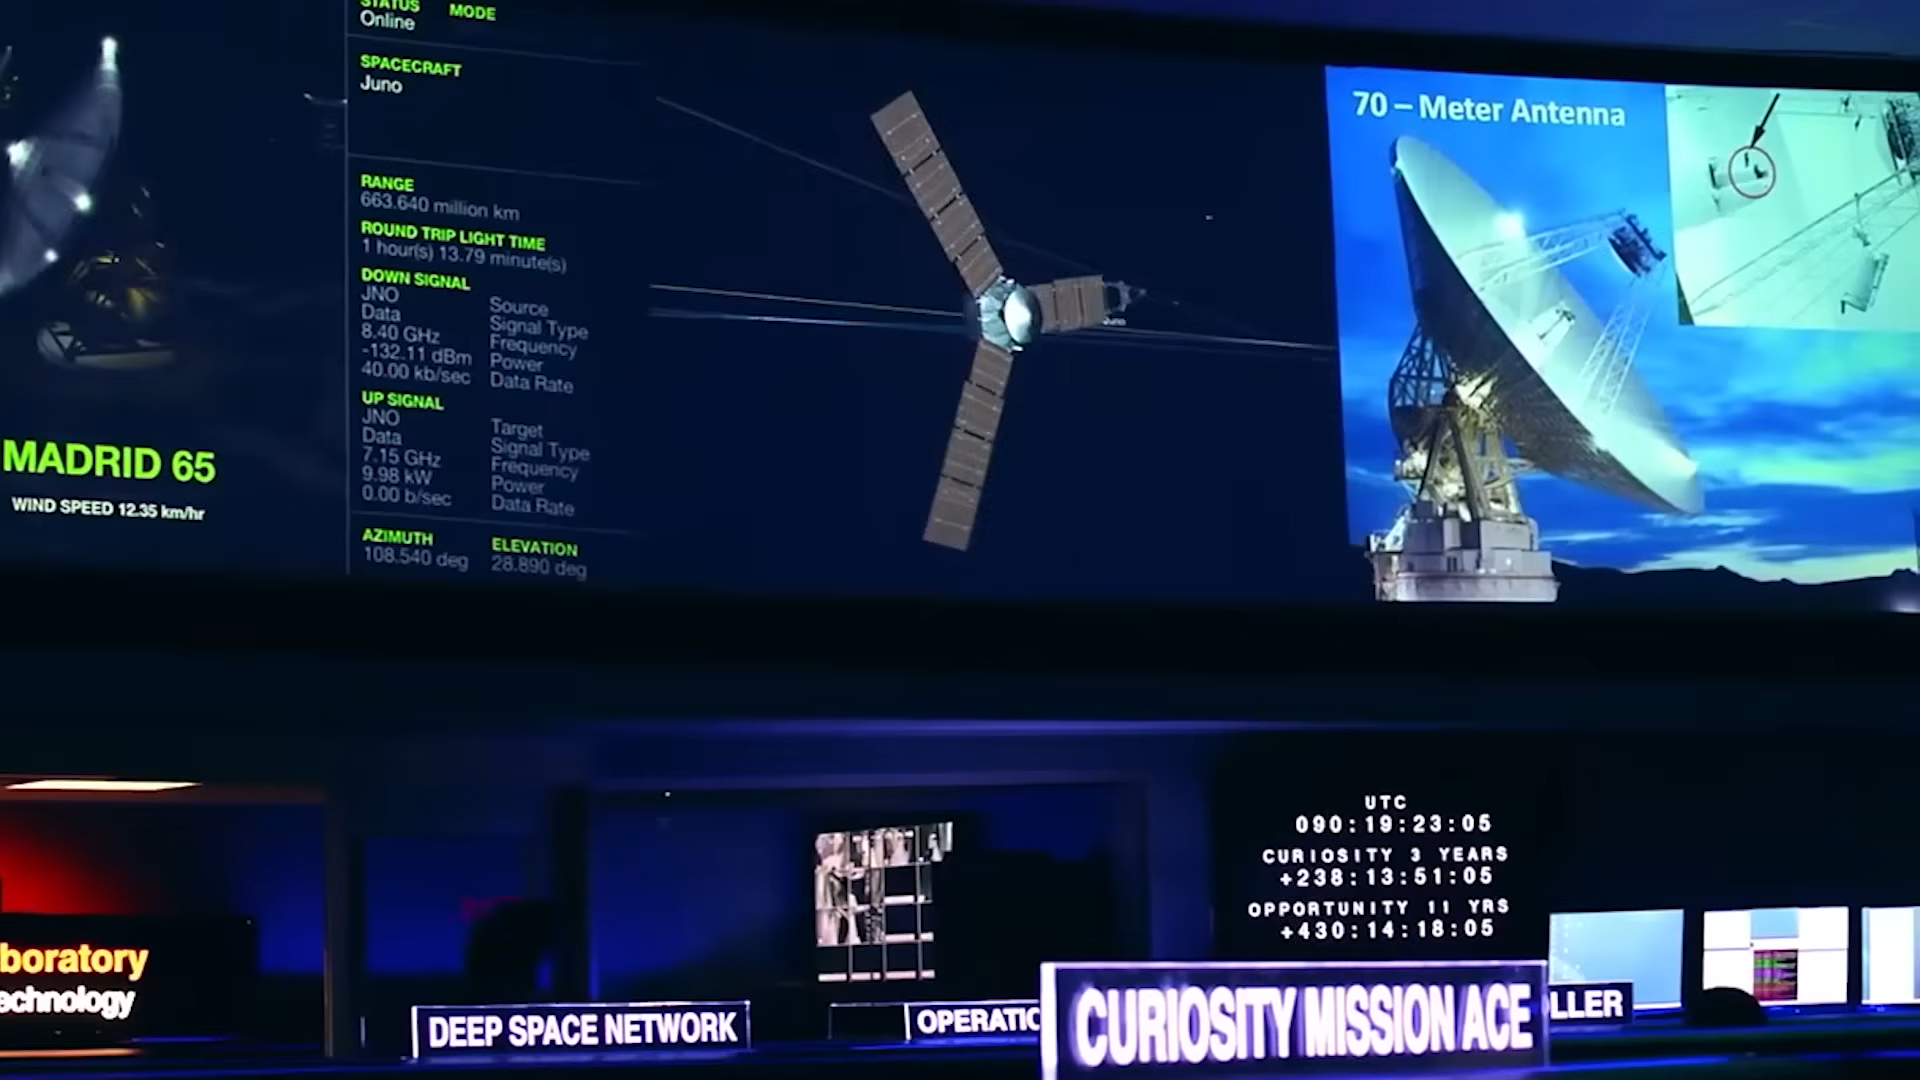 STATUS MODE
Online
SPACECRAFT
Juno
RANGE
663.640 million km
ROUND TRIP LIGHT TIME
1 hour(s) 13.79 minute(s)
DOWN SIGNAL
JNO Source
Data Signal Type
8.40 GHz Frequency
-132.11 dBm Power
40.00 kb/sec Data Rate
UP SIGNAL
JNO Target
Data Signal Type
7.15 GHz Frequency
9.98 kW Power
0.00 b/sec Data Rate
AZIMUTH ELEVATION
108.540 deg 28.890 deg
MADRID 65
WIND SPEED 12.35 km/hr
Juno
70 – Meter Antenna
UTC
090:19:23:05
CURIOSITY 3 YEARS
+238:13:51:05
OPPORTUNITY 11 YRS
+430:14:18:05
boratory
echnology
DEEP SPACE NETWORK
OPERATIO
CURIOSITY MISSION ACE
LLER